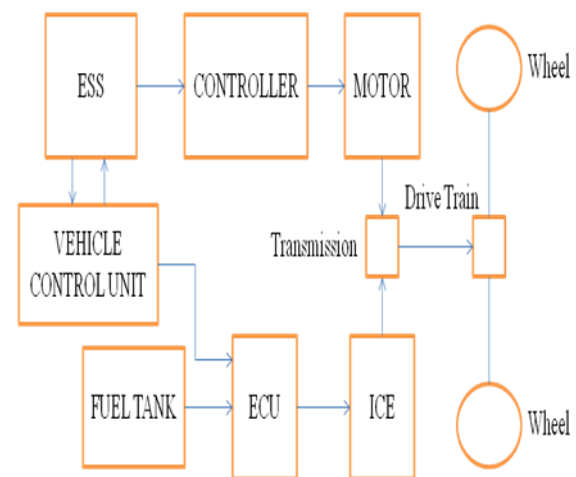 ESS
CONTROLLER
MOTOR
Wheel
Drive Train
Transmission
VEHICLE
CONTROL UNIT
FUEL TANK
ECU
ICE
Wheel